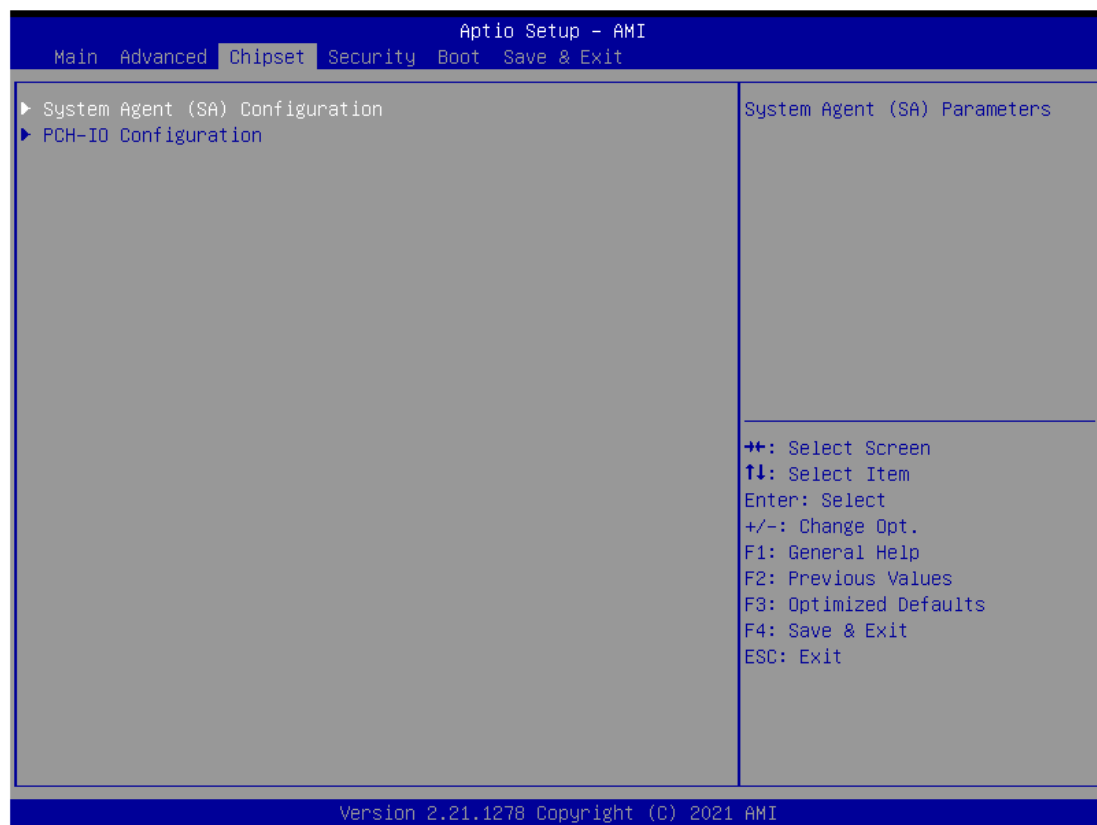 Aptio Setup – AMI
Main Advanced Chipset Security Boot Save & Exit
▶ System Agent (SA) Configuration
▶ PCH-IO Configuration
System Agent (SA) Parameters
→←: Select Screen
↑↓: Select Item
Enter: Select
+/-: Change Opt.
F1: General Help
F2: Previous Values
F3: Optimized Defaults
F4: Save & Exit
ESC: Exit
Version 2.21.1278 Copyright (C) 2021 AMI